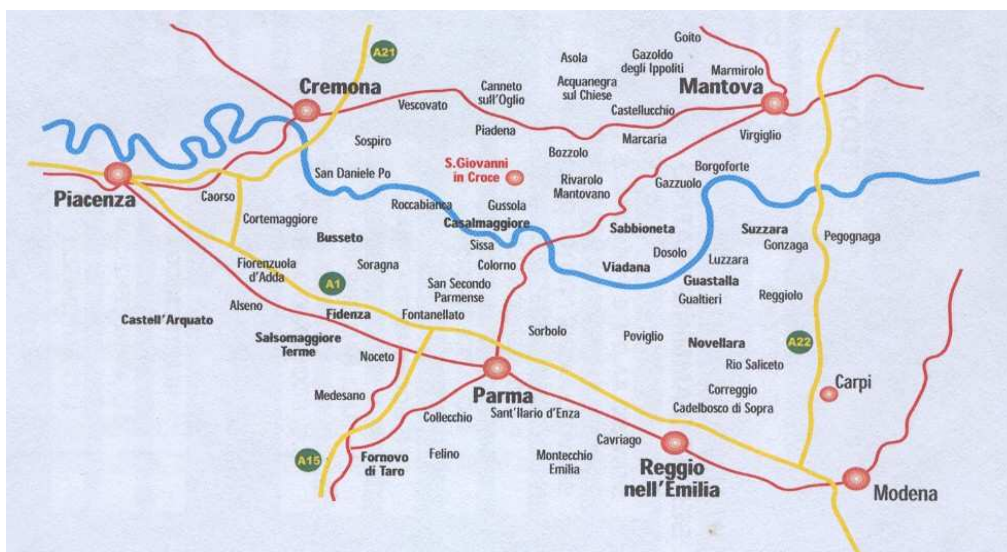 A21
Goito
Asola
Gazoldo
degli Ippoliti
Marmirolo
Cremona
Canneto
sull'Oglio
Acquanegra
sul Chiese
Mantova
Vescovato
Castellucchio
Piadena
Marcaria
Virgiglio
Sospiro
Bozzolo
S.Giovanni
in Croce
San Daniele Po
Rivarolo
Mantovano
Borgoforte
Gazzuolo
Piacenza
Caorso
Roccabianca
Gussola
Cortemaggiore
Casalmaggiore
Sabbioneta
Suzzara
Pegognaga
Busseto
Sissa
Dosolo
Gonzaga
Luzzara
Fiorenzuola
d'Adda
Soragna
Colorno
Viadana
A1
San Secondo
Parmense
Guastalla
Gualtieri
Reggiolo
Alseno
Castell'Arquato
Fidenza
Fontanellato
Sorbolo
Poviglio
Novellara
A22
Salsomaggiore
Terme
Noceto
Rio Saliceto
Medesano
Parma
Correggio
Carpi
Cadelbosco di Sopra
Collecchio
Sant'Ilario d'Enza
A15
Fornovo
di Taro
Felino
Montecchio
Emilia
Cavriago
Reggio
nell'Emilia
Modena